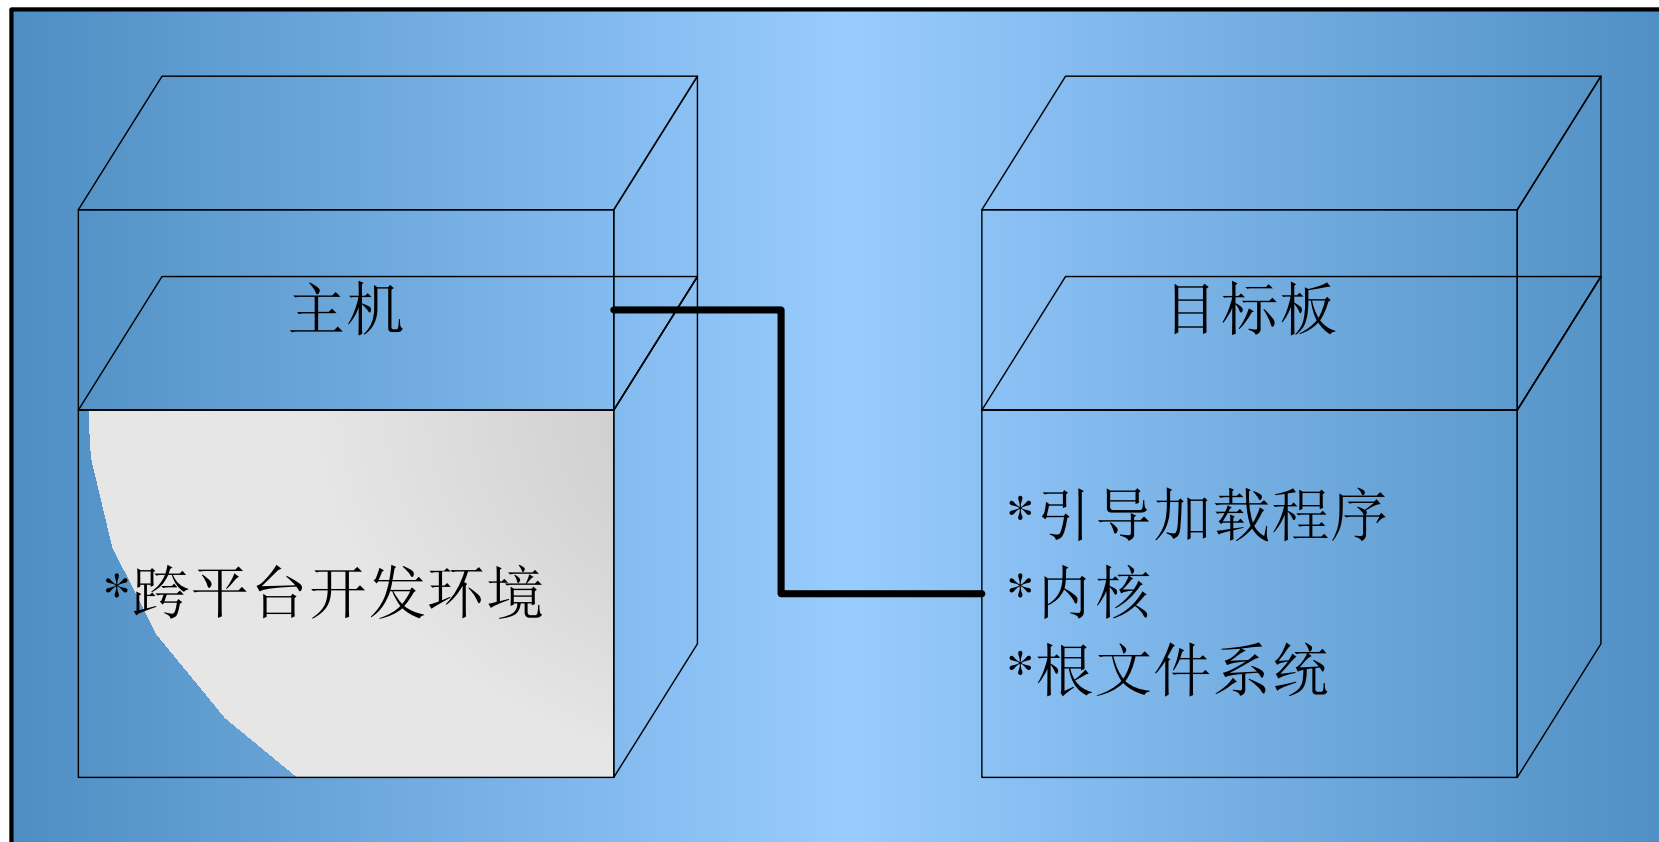 主机
*跨平台开发环境
目标板
*引导加载程序
*内核
*根文件系统